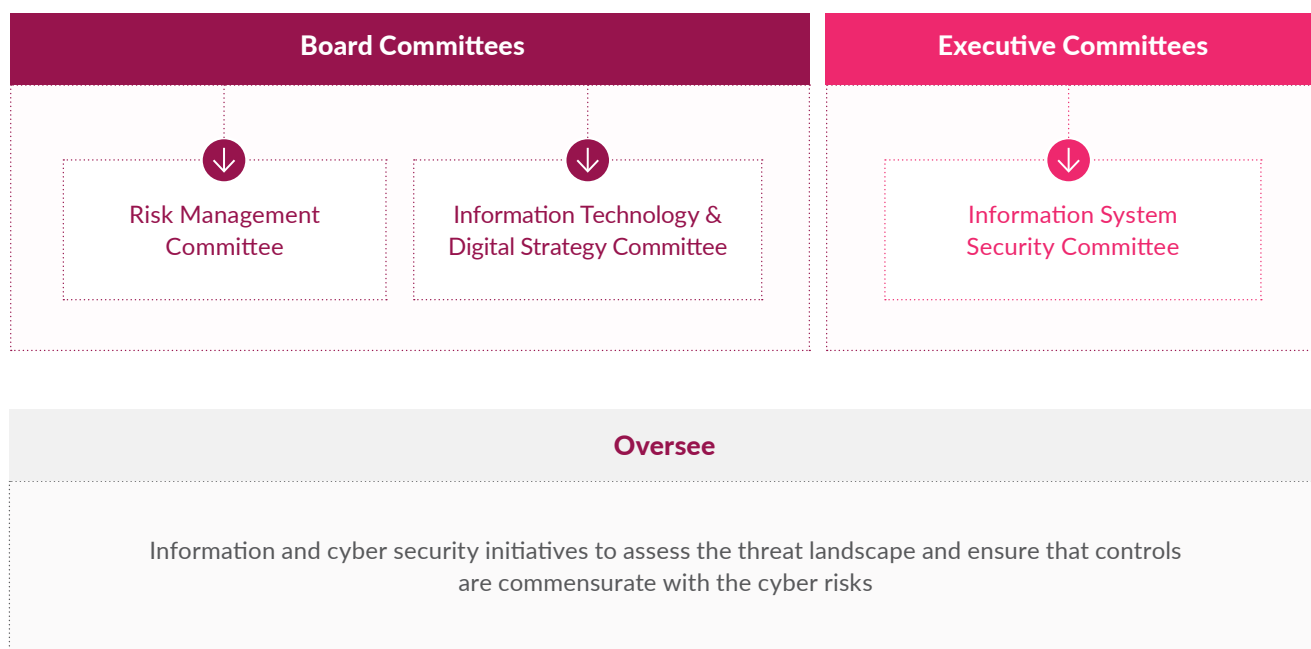 Board Committees
Executive Committees
Risk Management
Committee
Information Technology &
Digital Strategy Committee
Information System
Security Committee
Oversee
Information and cyber security initiatives to assess the threat landscape and ensure that controls
are commensurate with the cyber risks